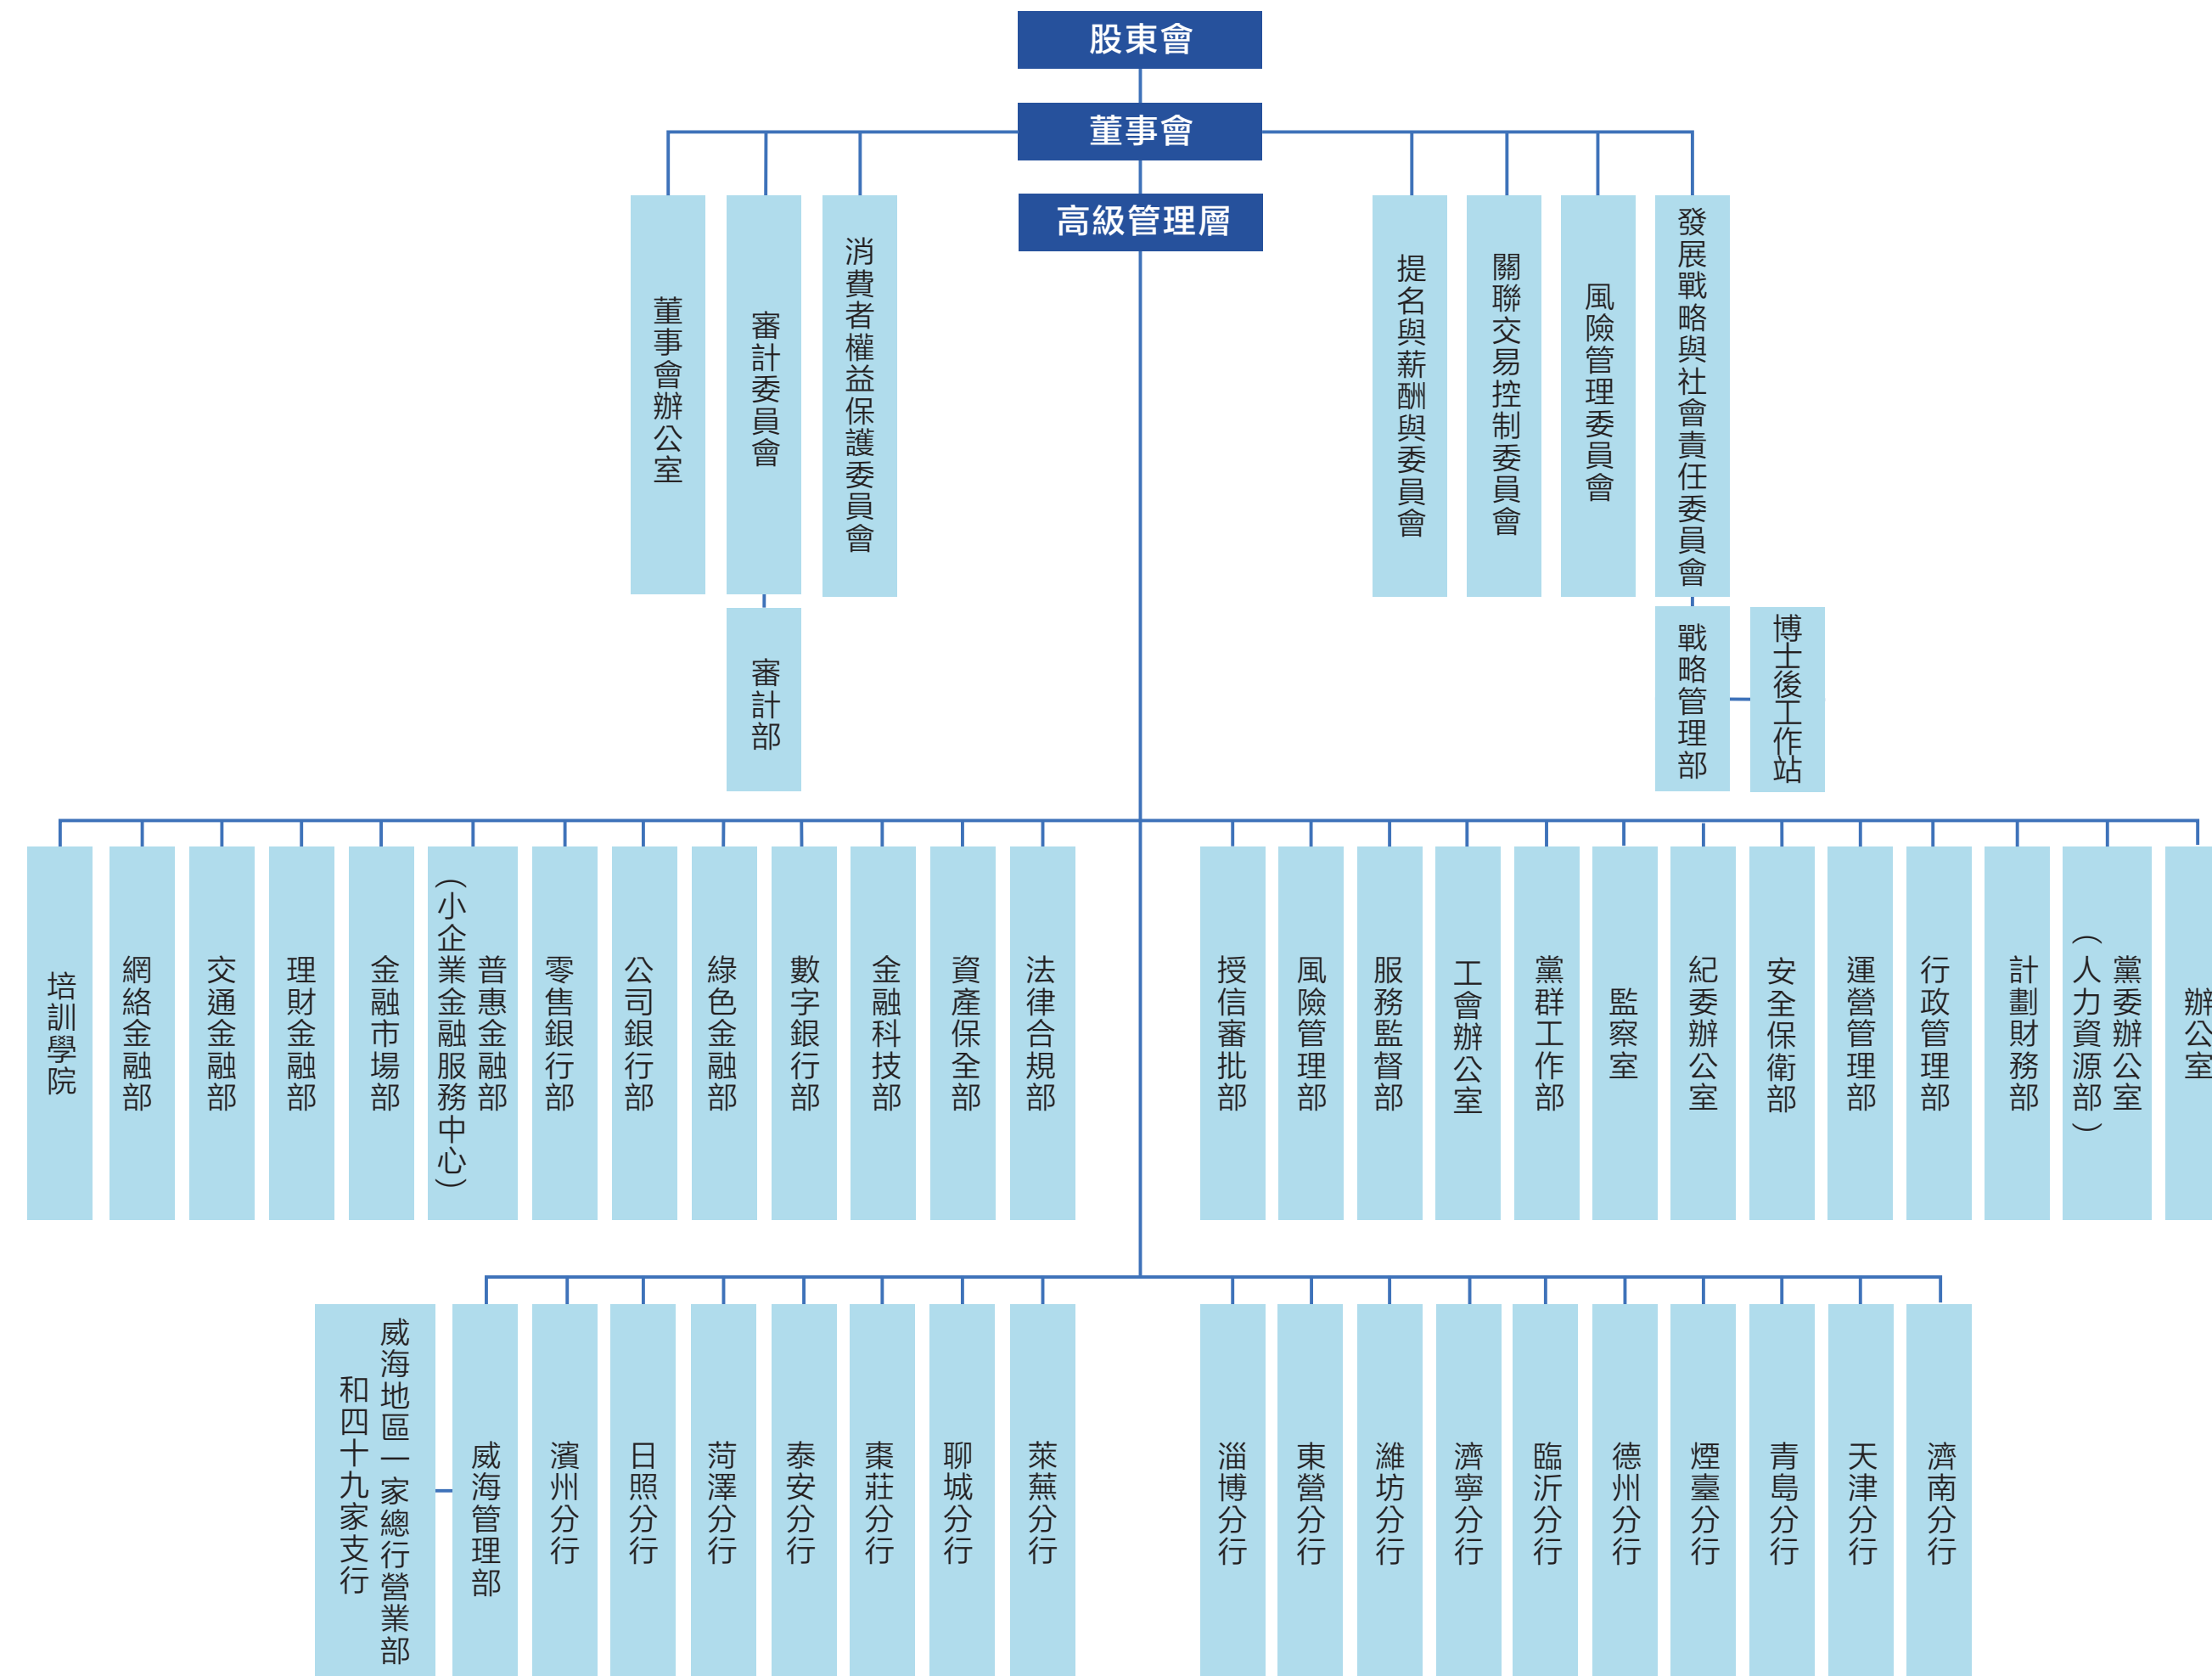 股東會
董事會
高級管理層
董事會辦公室
審計委員會
消費者權益保護委員會
提名與薪酬與委員會
關聯交易控制委員會
風險管理委員會
發展戰略與社會責任委員會
審計部
戰略管理部
博士後工作站
培訓學院
網絡金融部
交通金融部
理財金融部
金融市場部
普惠金融部
（小企業金融服務中心）
零售銀行部
公司銀行部
綠色金融部
數字銀行部
金融科技部
資產保全部
法律合規部
授信審批部
風險管理部
服務監督部
工會辦公室
黨群工作部
監察室
紀委辦公室
安全保衛部
運營管理部
行政管理部
計劃財務部
黨委辦公室
（人力資源部）
辦公室
威海地區一家總行營業部
和四十九家支行
威海管理部
濱州分行
日照分行
菏澤分行
泰安分行
棗莊分行
聊城分行
萊蕪分行
淄博分行
東營分行
濰坊分行
濟寧分行
臨沂分行
德州分行
煙臺分行
青島分行
天津分行
濟南分行